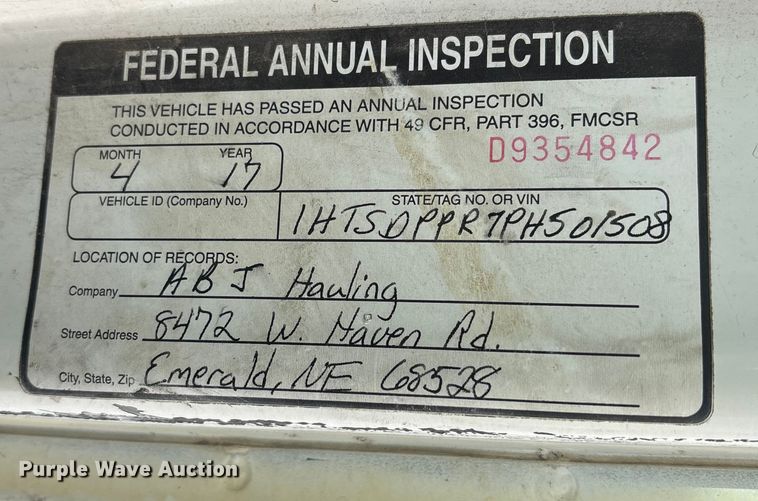 FEDERAL ANNUAL INSPECTION
THIS VEHICLE HAS PASSED AN ANNUAL INSPECTION
CONDUCTED IN ACCORDANCE WITH 49 CFR, PART 396, FMCSR
D9354842
MONTH YEAR
4 17
VEHICLE ID (Company No.) STATE/TAG NO. OR VIN
1HTSDPPR7PH501508
LOCATION OF RECORDS:
Company ABJ Hauling
Street Address 8472 W. Haven Rd.
City, State, Zip Emerald, NE 68528
Purple Wave Auction